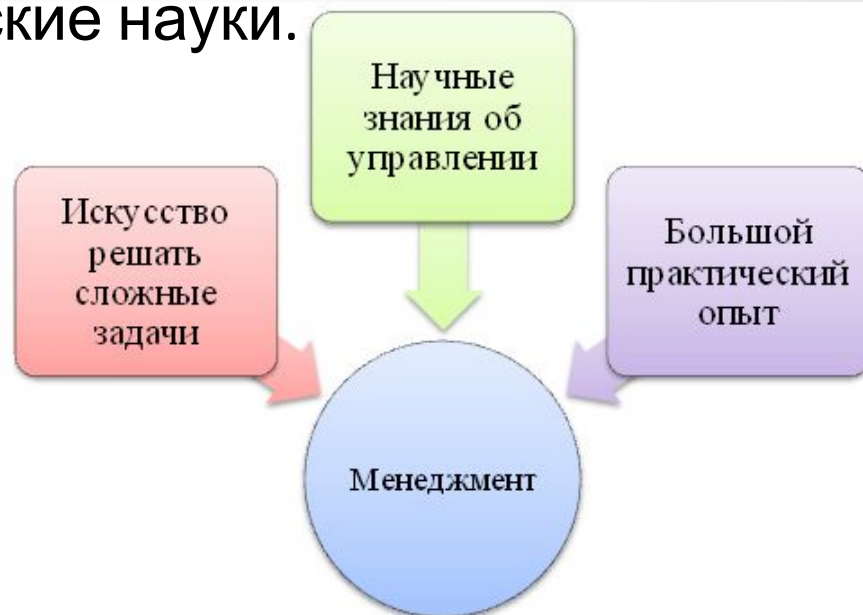 ские науки.
Научные
знания об
управлении
Искусство
решать
сложные
задачи
Большой
практический
опыт
Менеджмент